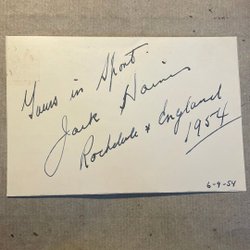 Yours in Sport.
Jack Haines
Rochdale & England
1954
6-9-54